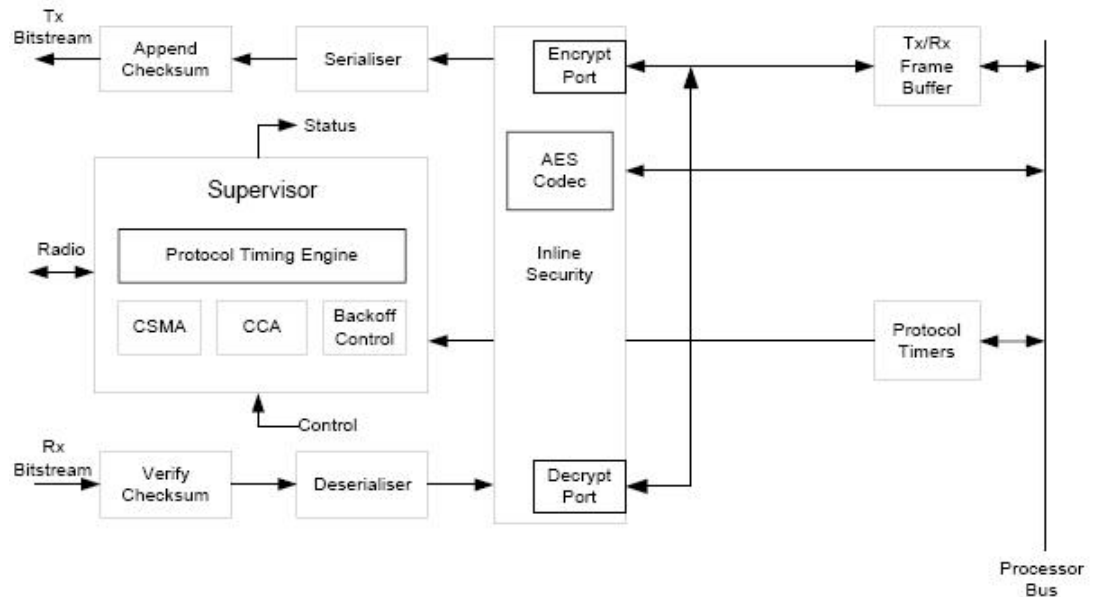 Tx
Bitstream
Append
Checksum
Serialiser
Encrypt
Port
Tx/Rx
Frame
Buffer
Status
AES
Codec
Supervisor
Radio
Protocol Timing Engine
Inline
Security
CSMA
CCA
Backoff
Control
Protocol
Timers
Control
Rx
Bitstream
Verify
Checksum
Deserialiser
Decrypt
Port
Processor
Bus